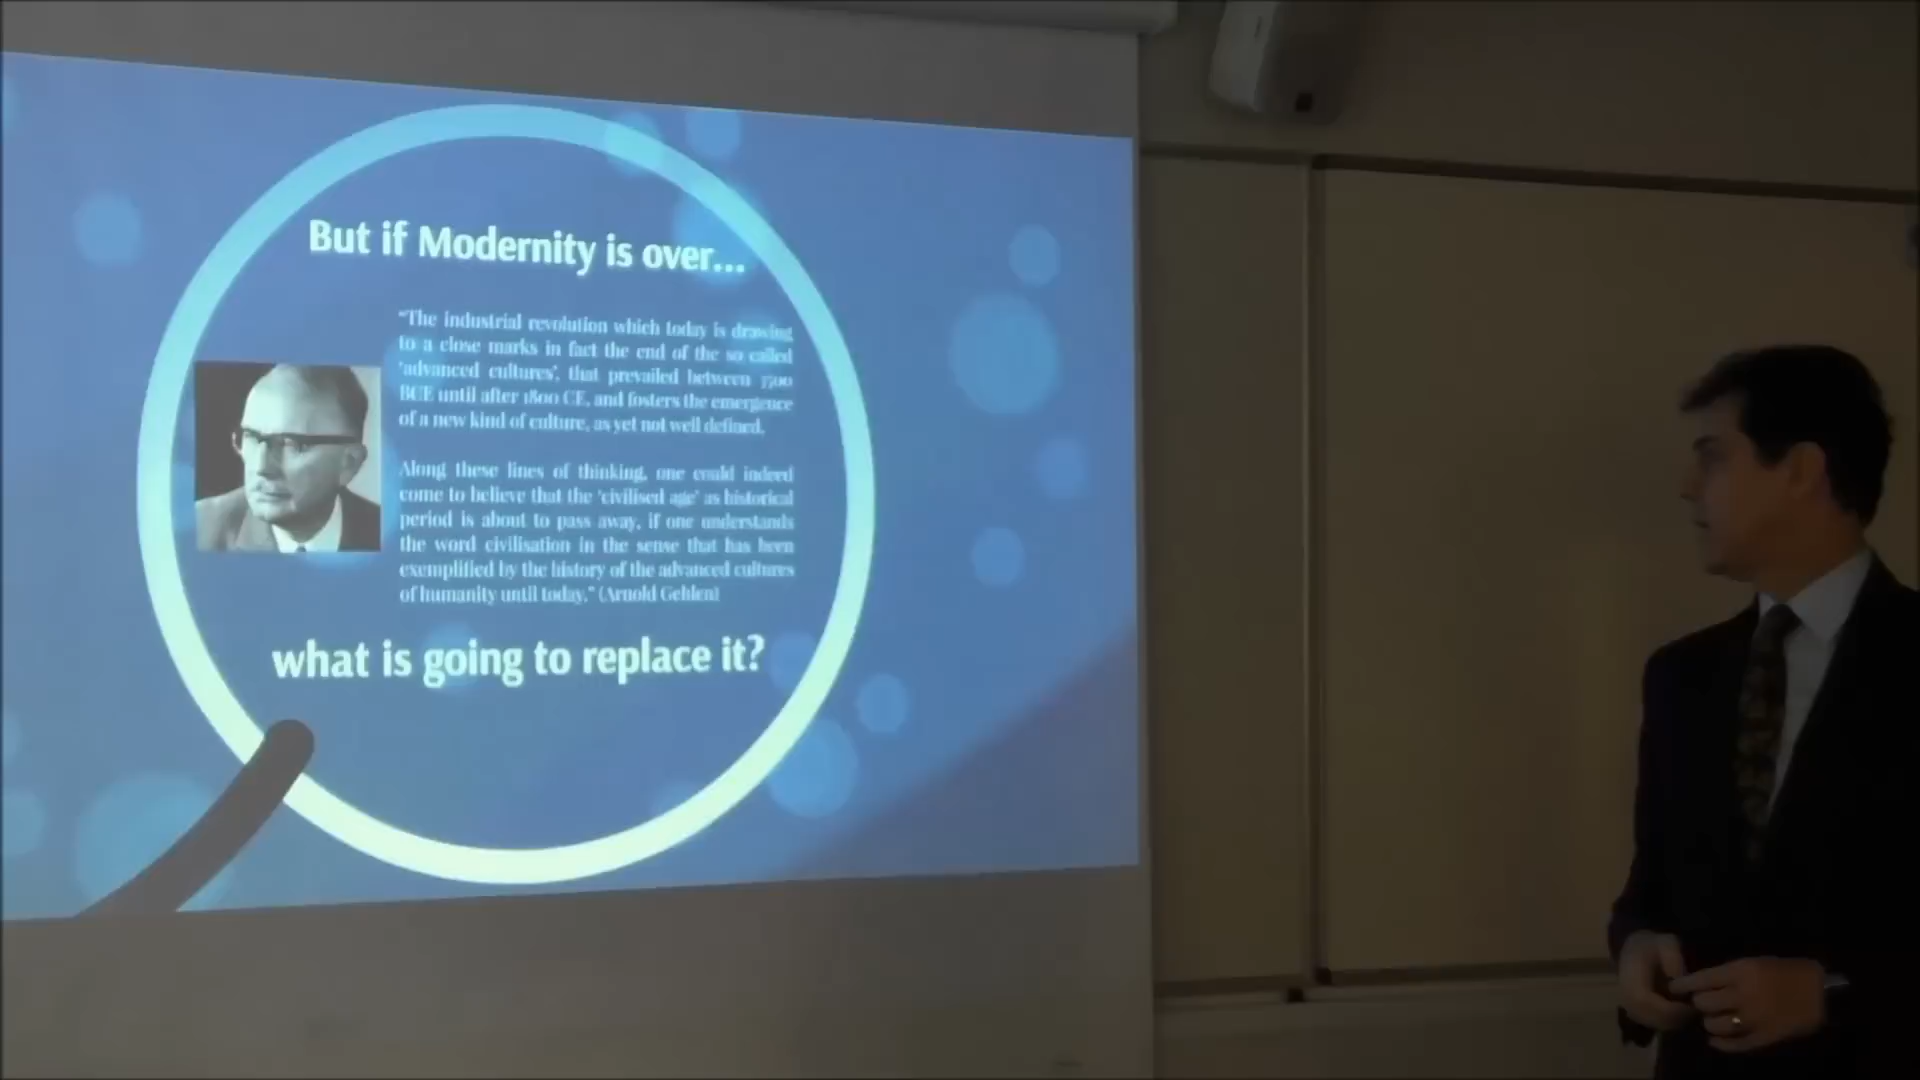 But if Modernity is over...
“The industrial revolution which today is drawing
to a close marks in fact the end of the so called
'advanced cultures', that prevailed between 3500
BCE until after 1800 CE, and fosters the emergence
of a new kind of culture, as yet not well defined.
Along these lines of thinking, one could indeed
come to believe that the 'civilised age' as historical
period is about to pass away, if one understands
the word civilisation in the sense that has been
exemplified by the history of the advanced cultures
of humanity until today." (Arnold Gehlen)
what is going to replace it?